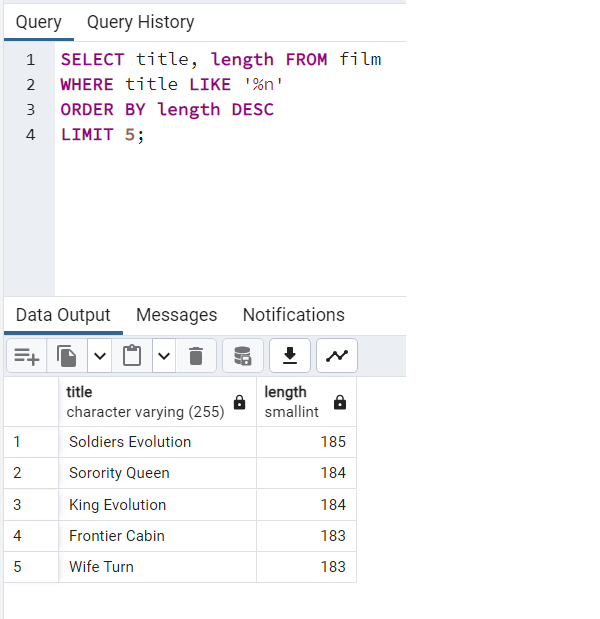 Query Query History
1 SELECT title, length FROM film
2 WHERE title LIKE '%n'
3 ORDER BY length DESC
4 LIMIT 5;
Data Output Messages Notifications
title length
character varying (255) smallint
1 Soldiers Evolution 185
2 Sorority Queen 184
3 King Evolution 184
4 Frontier Cabin 183
5 Wife Turn 183